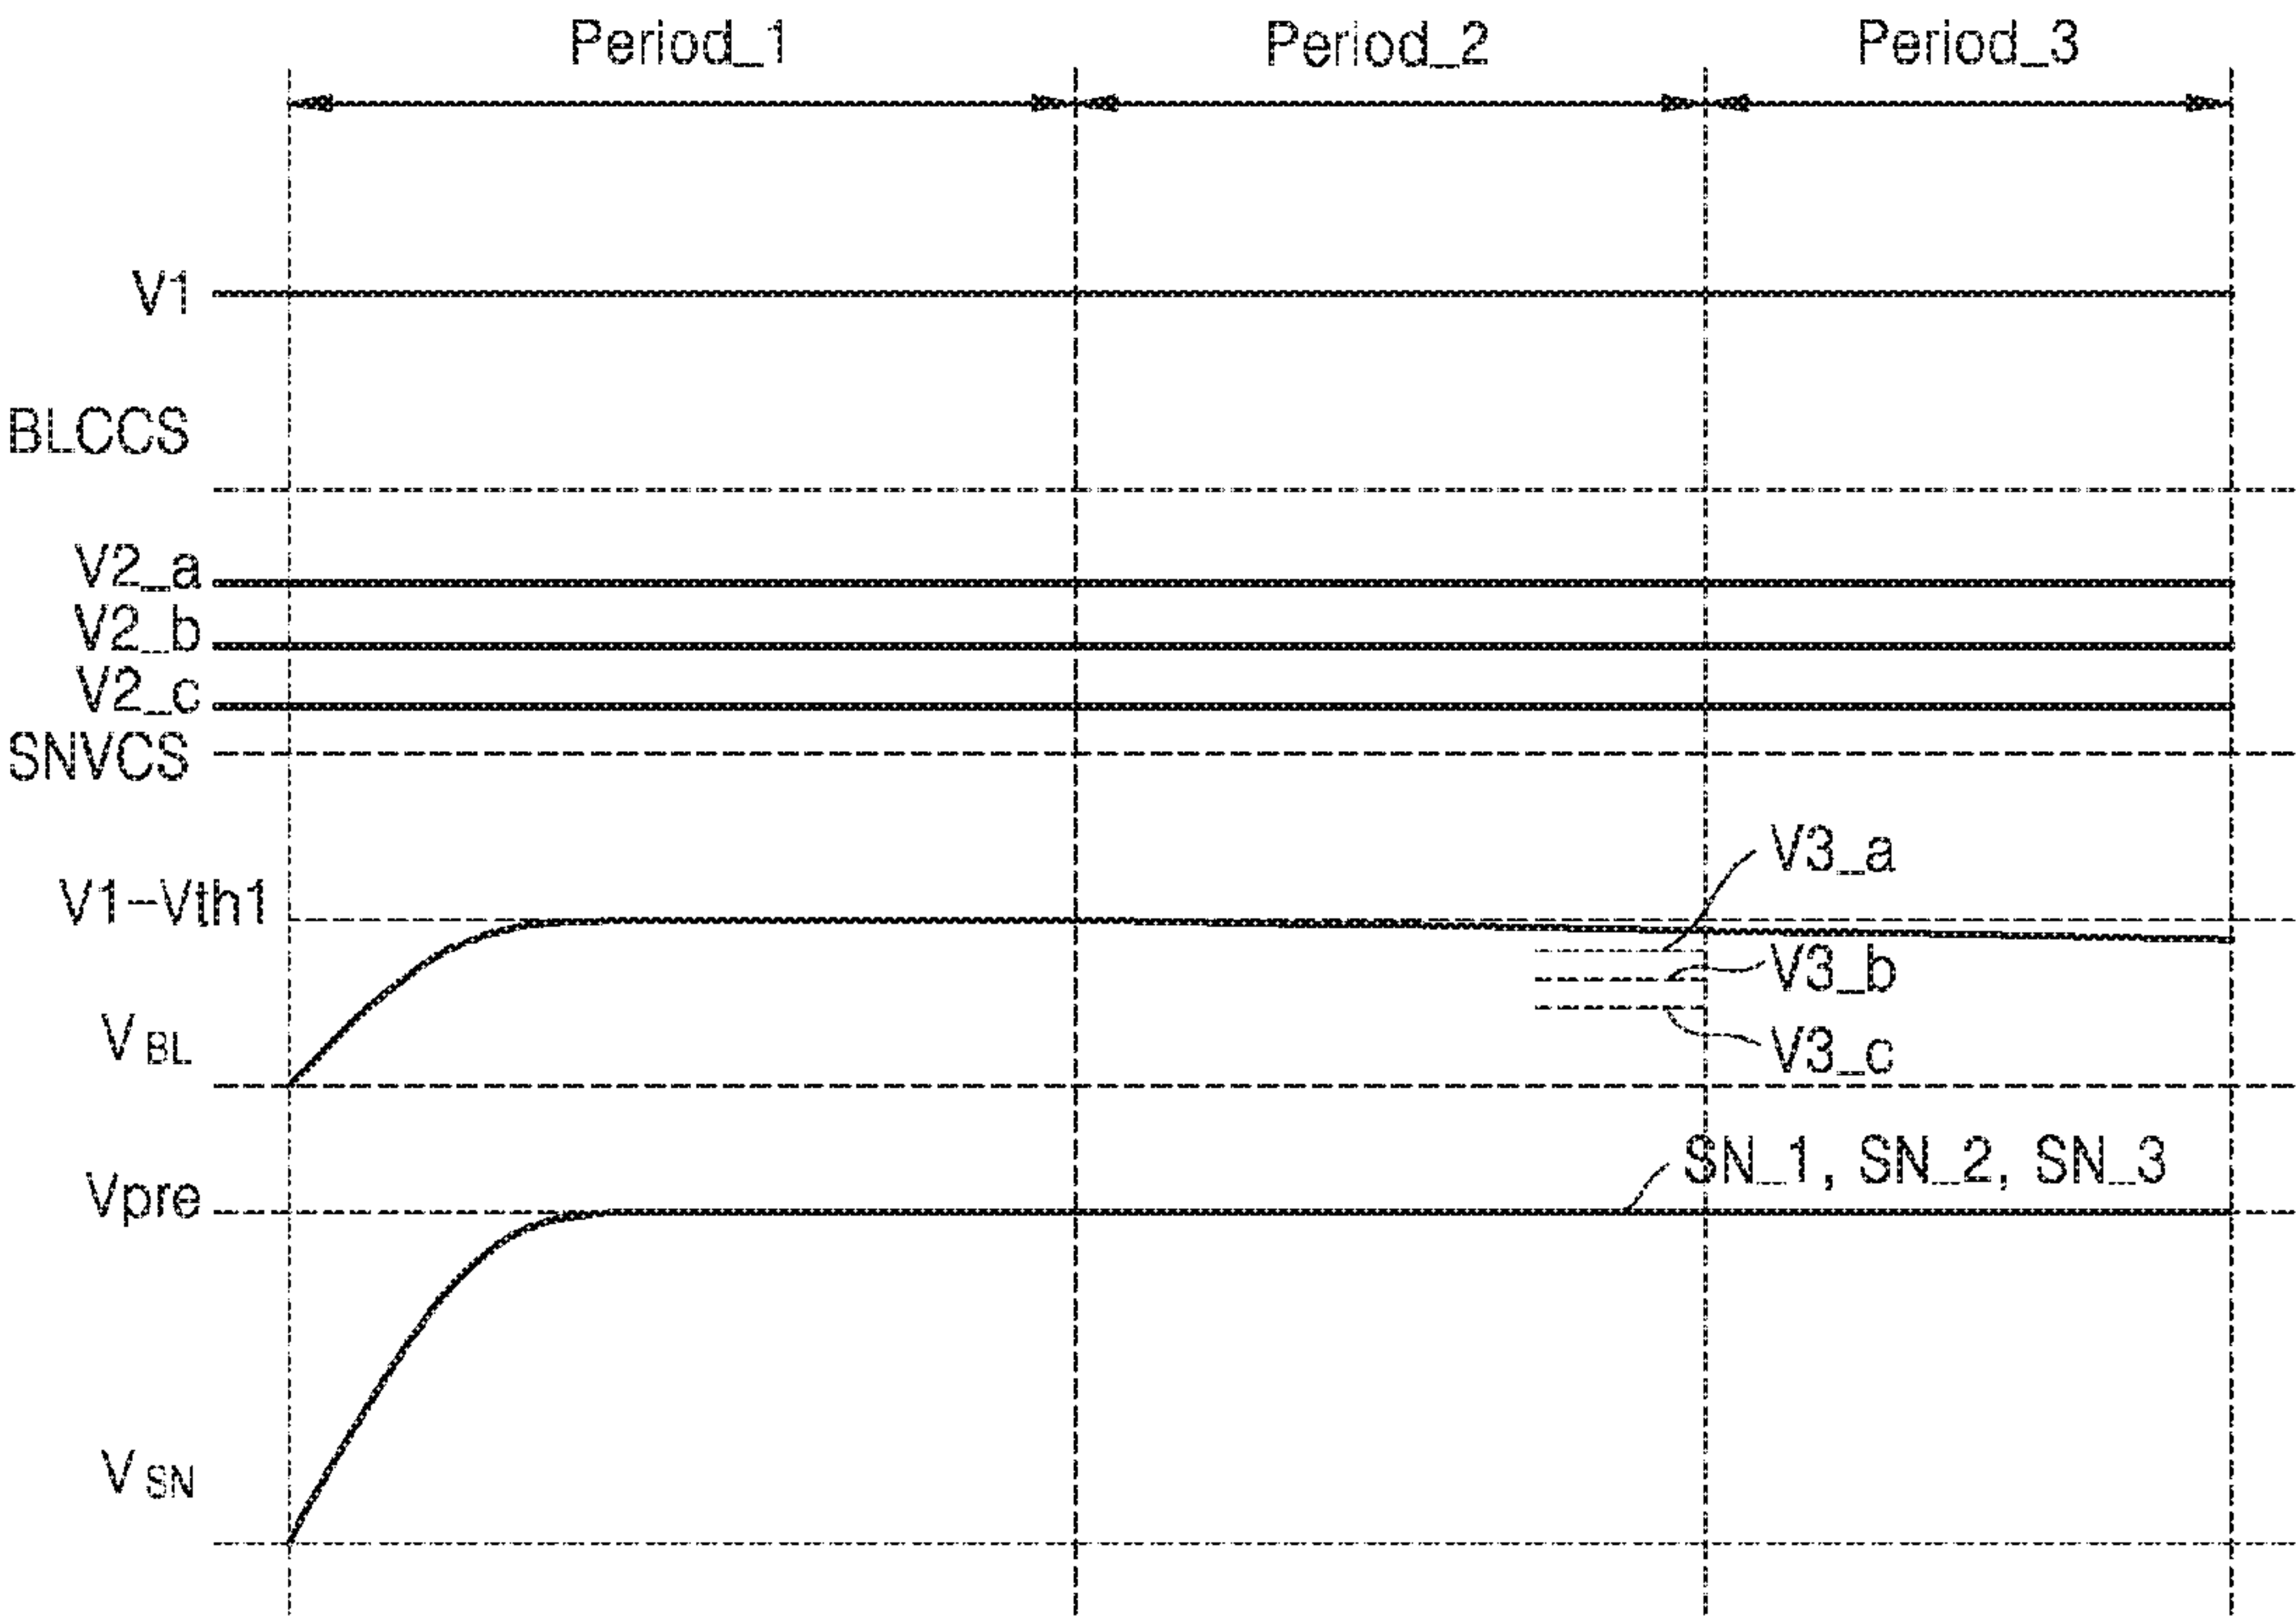 Period_1 Period_2 Period_3
V1
BLCCS
V2_a
V2_b
V2_c
SNVCS
V3_a
V1-Vth1
V3_b
VBL
V3_c
SN_1, SN_2, SN_3
Vpre
VSN